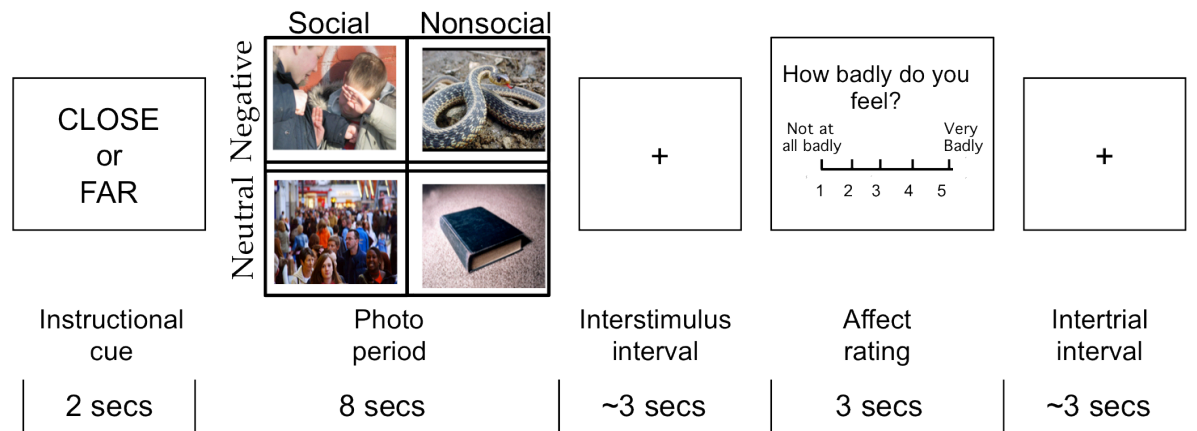 Social Nonsocial
Negative
Neutral
CLOSE
or
FAR
+
How badly do you
feel?
Not at
all badly
Very
Badly
1 2 3 4 5
+
Instructional
cue
Photo
period
Interstimulus
interval
Affect
rating
Intertrial
interval
2 secs
8 secs
~3 secs
3 secs
~3 secs